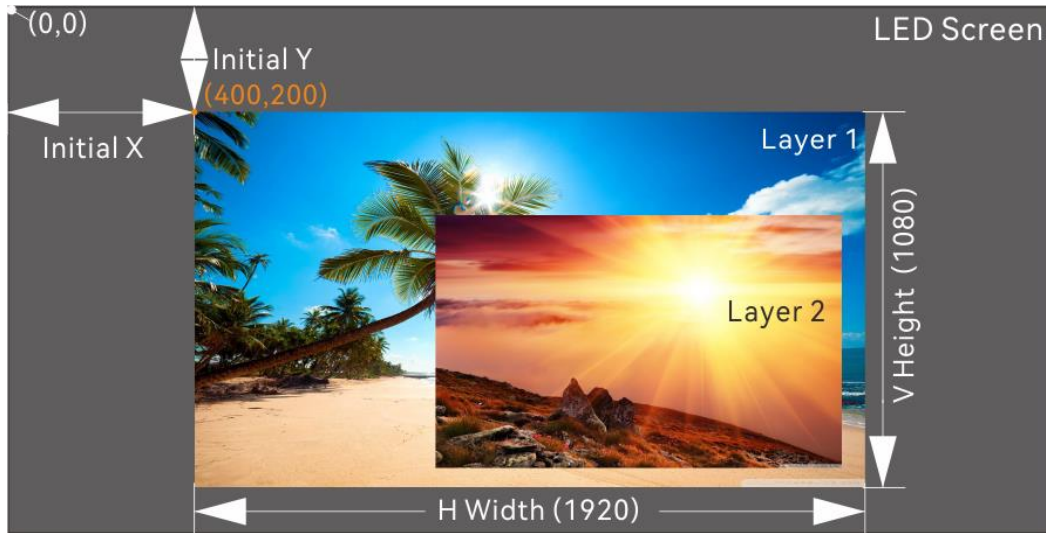 (0,0)
LED Screen
Initial Y
(400,200)
Initial X
Layer 1
V Height (1080)
Layer 2
H Width (1920)